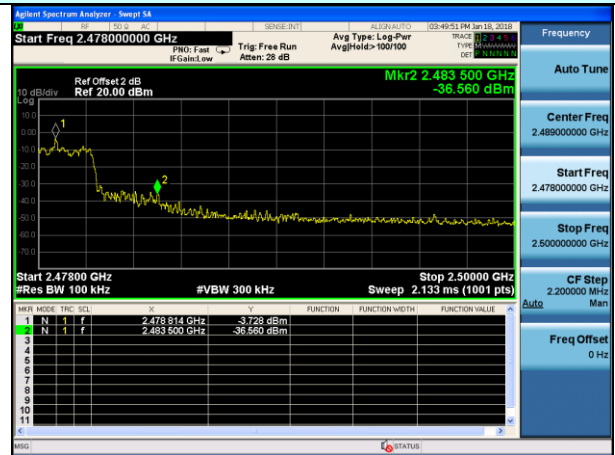 Agilent Spectrum Analyzer - Swept SA
RF 50 Ω AC SENSE:INT ALIGN AUTO 03:49:51 PM Jan 18, 2018
Start Freq 2.478000000 GHz
PNO: Fast Trig: Free Run Avg Type: Log-Pwr TRACE 1 2 3 4 5 6
IFGain:Low Atten: 28 dB Avg|Hold:>100/100 TYPE
DET P N N N N N
Frequency
Auto Tune
Center Freq
2.489000000 GHz
Start Freq
2.478000000 GHz
Stop Freq
2.500000000 GHz
CF Step
2.200000 MHz
Auto Man
Freq Offset
0 Hz
Mkr2 2.483 500 GHz
-36.560 dBm
Ref Offset 2 dB
10 dB/div Ref 20.00 dBm
Log
10.0
0.00
-10.0
-20.0
-30.0
-40.0
-50.0
-60.0
-70.0
1
2
Start 2.47800 GHz Stop 2.50000 GHz
#Res BW 100 kHz #VBW 300 kHz Sweep 2.133 ms (1001 pts)
MKR MODE TRC SCL X Y FUNCTION FUNCTION WIDTH FUNCTION VALUE
1 N 1 f 2.478 814 GHz -3.728 dBm
2 N 1 f 2.483 500 GHz -36.560 dBm
3
4
5
6
7
8
9
10
11
MSG STATUS